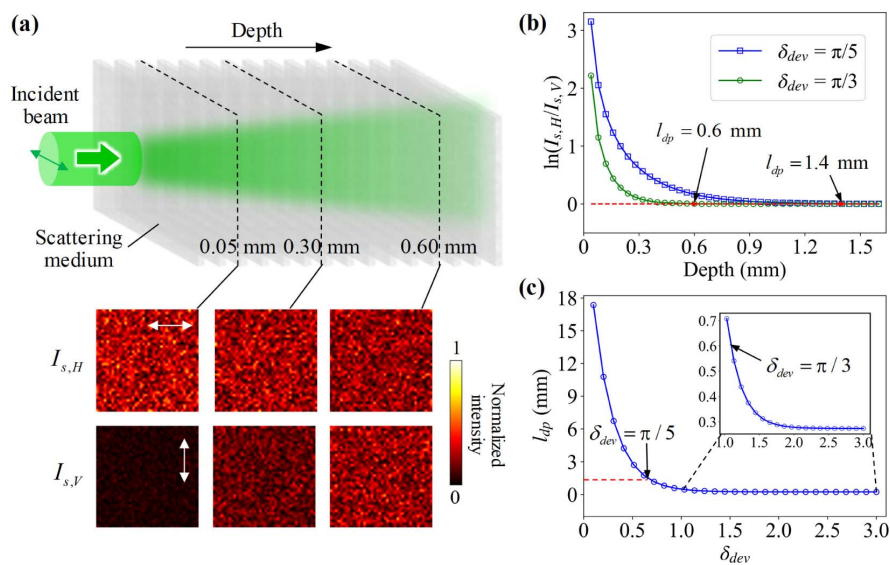 (a)
Depth
Incident
beam
Scattering
medium
0.05 mm
0.30 mm
0.60 mm
I_{s,H}
I_{s,V}
1
0
Normalized
intensity
(b)
ln(I_{s,H}/I_{s,V})
3
2
1
0
δ_{dev} = π/5
δ_{dev} = π/3
l_{dp} = 0.6 mm
l_{dp} = 1.4 mm
0 0.3 0.6 0.9 1.2 1.5
Depth (mm)
(c)
l_{dp} (mm)
18
15
12
9
6
3
0
δ_{dev} = π / 5
0.7
0.6
0.5
0.4
0.3
δ_{dev} = π / 3
1.0 1.5 2.0 2.5 3.0
0.0 0.5 1.0 1.5 2.0 2.5 3.0
δ_{dev}